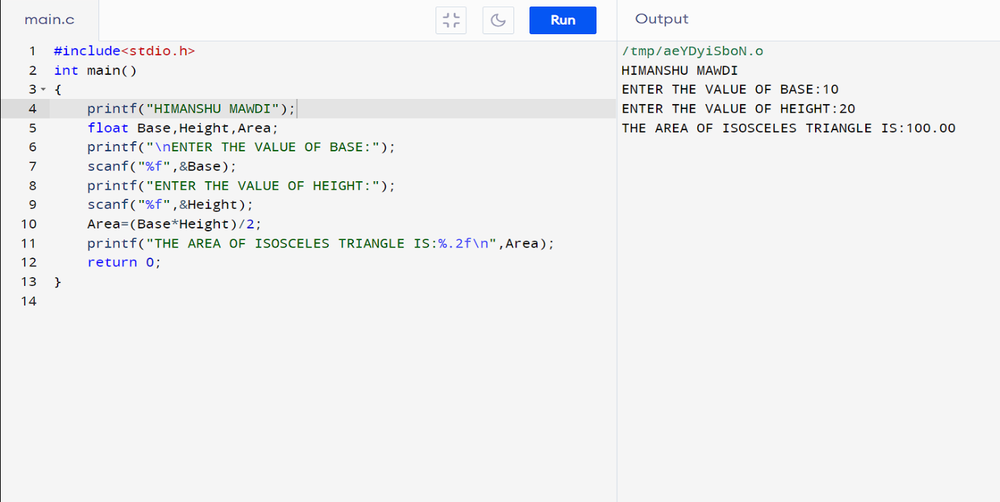 main.c
Run
Output
1 #include<stdio.h>
2 int main()
3 {
4     printf("HIMANSHU MAWDI");
5     float Base,Height,Area;
6     printf("\nENTER THE VALUE OF BASE:");
7     scanf("%f",&Base);
8     printf("ENTER THE VALUE OF HEIGHT:");
9     scanf("%f",&Height);
10     Area=(Base*Height)/2;
11     printf("THE AREA OF ISOSCELES TRIANGLE IS:%.2f\n",Area);
12     return 0;
13 }
14
/tmp/aeYDyiSboN.o
HIMANSHU MAWDI
ENTER THE VALUE OF BASE:10
ENTER THE VALUE OF HEIGHT:20
THE AREA OF ISOSCELES TRIANGLE IS:100.00